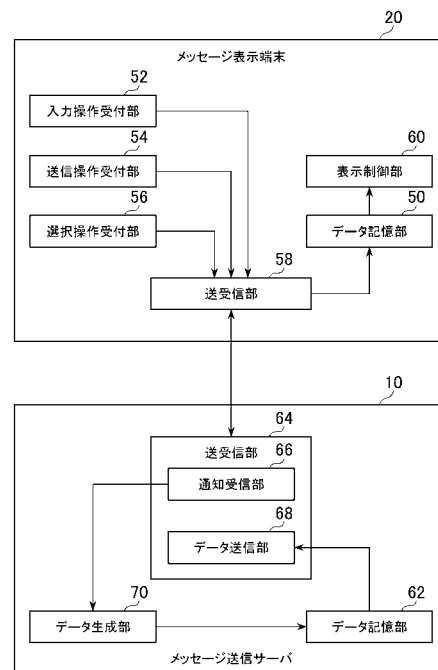 20
メッセージ表示端末
52
入力操作受付部
54
送信操作受付部
56
選択操作受付部
60
表示制御部
50
データ記憶部
58
送受信部
10
64
送受信部
66
通知受信部
68
データ送信部
70
データ生成部
62
データ記憶部
メッセージ送信サーバ